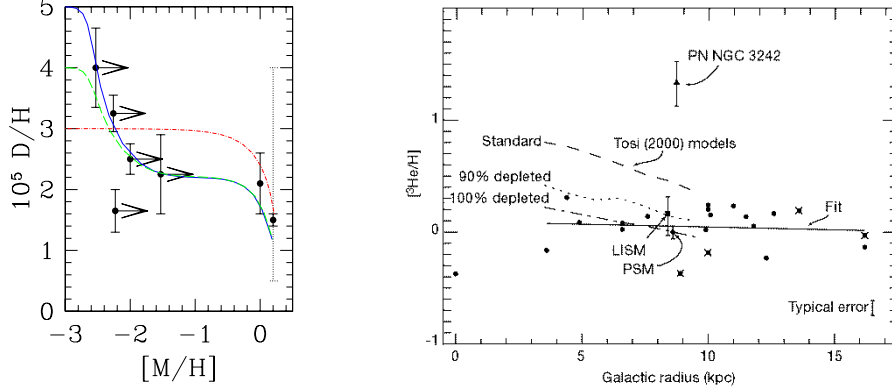 5
4
3
2
1
0
10⁵ D/H
−3
−2
−1
0
[M/H]
1
0
-1
[³He/H]
PN NGC 3242
Standard
Tosi (2000) models
90% depleted
100% depleted
Fit
LISM
PSM
Typical error
0
5
10
15
Galactic radius (kpc)